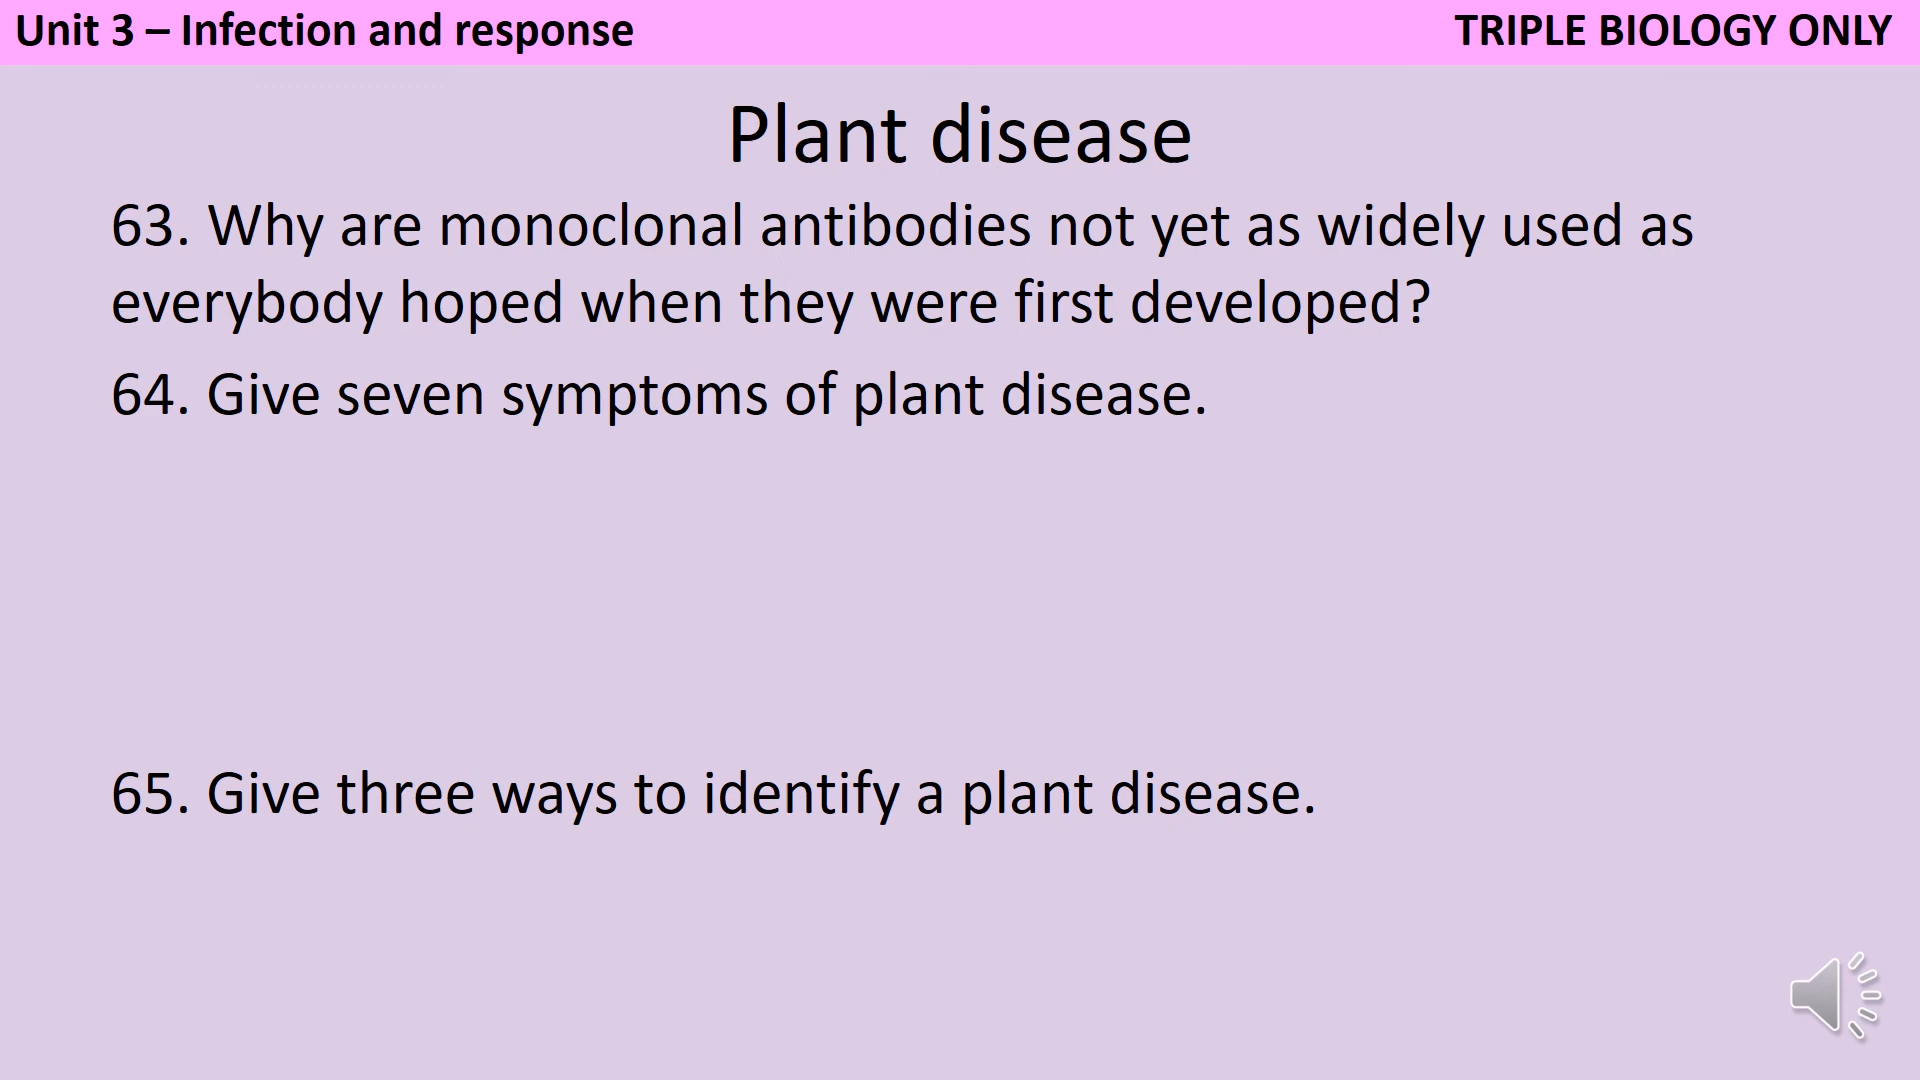 Unit 3 – Infection and response
TRIPLE BIOLOGY ONLY
Plant disease
63. Why are monoclonal antibodies not yet as widely used as
everybody hoped when they were first developed?
64. Give seven symptoms of plant disease.
65. Give three ways to identify a plant disease.